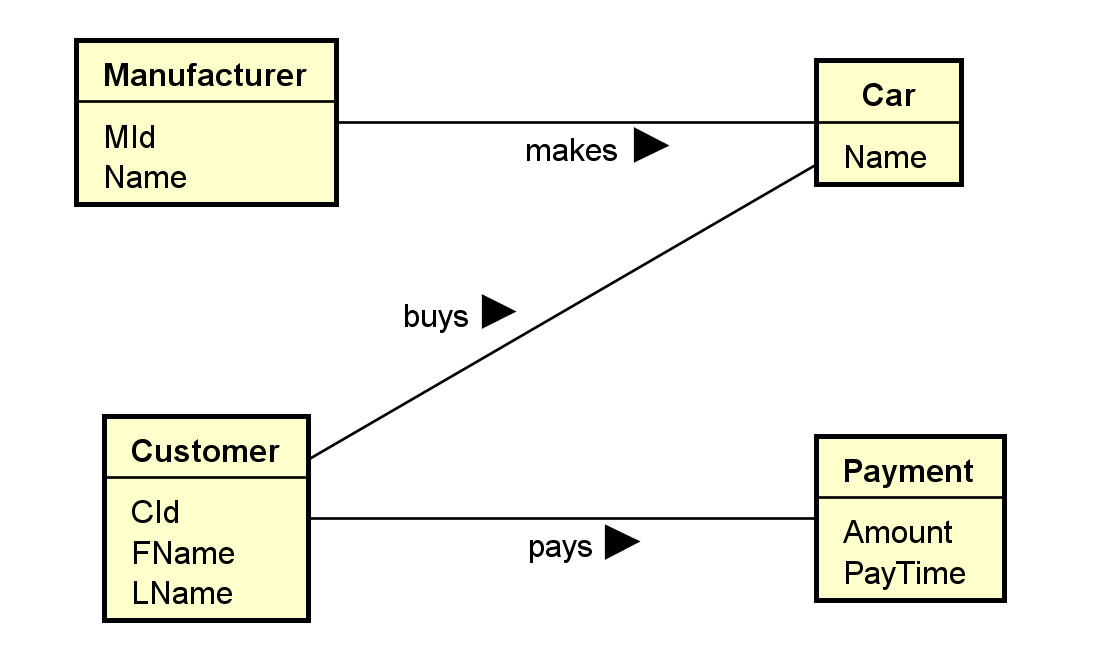 Manufacturer
MId
Name
Car
Name
makes
buys
Customer
CId
FName
LName
Payment
Amount
PayTime
pays